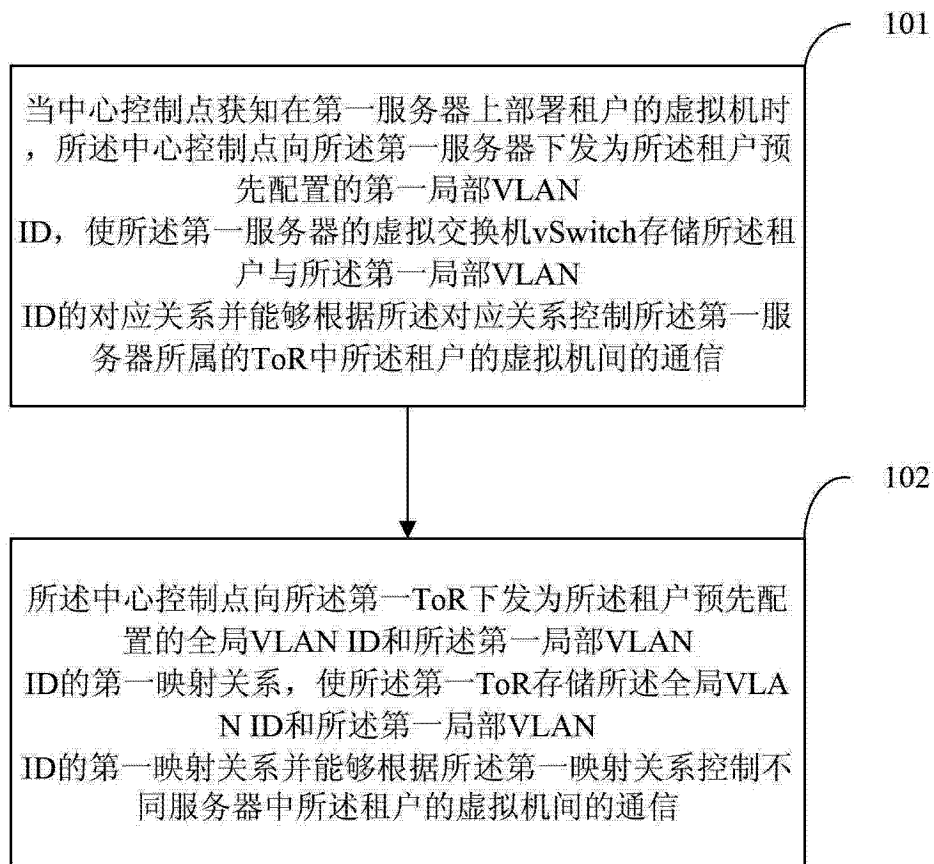 101
当中心控制点获知在第一服务器上部署租户的虚拟机时
，所述中心控制点向所述第一服务器下发为所述租户预
先配置的第一局部VLAN
ID，使所述第一服务器的虚拟交换机vSwitch存储所述租
户与所述第一局部VLAN
ID的对应关系并能够根据所述对应关系控制所述第一服
务器所属的ToR中所述租户的虚拟机间的通信
102
所述中心控制点向所述第一ToR下发为所述租户预先配
置的全局VLAN ID和所述第一局部VLAN
ID的第一映射关系，使所述第一ToR存储所述全局VLA
N ID和所述第一局部VLAN
ID的第一映射关系并能够根据所述第一映射关系控制不
同服务器中所述租户的虚拟机间的通信